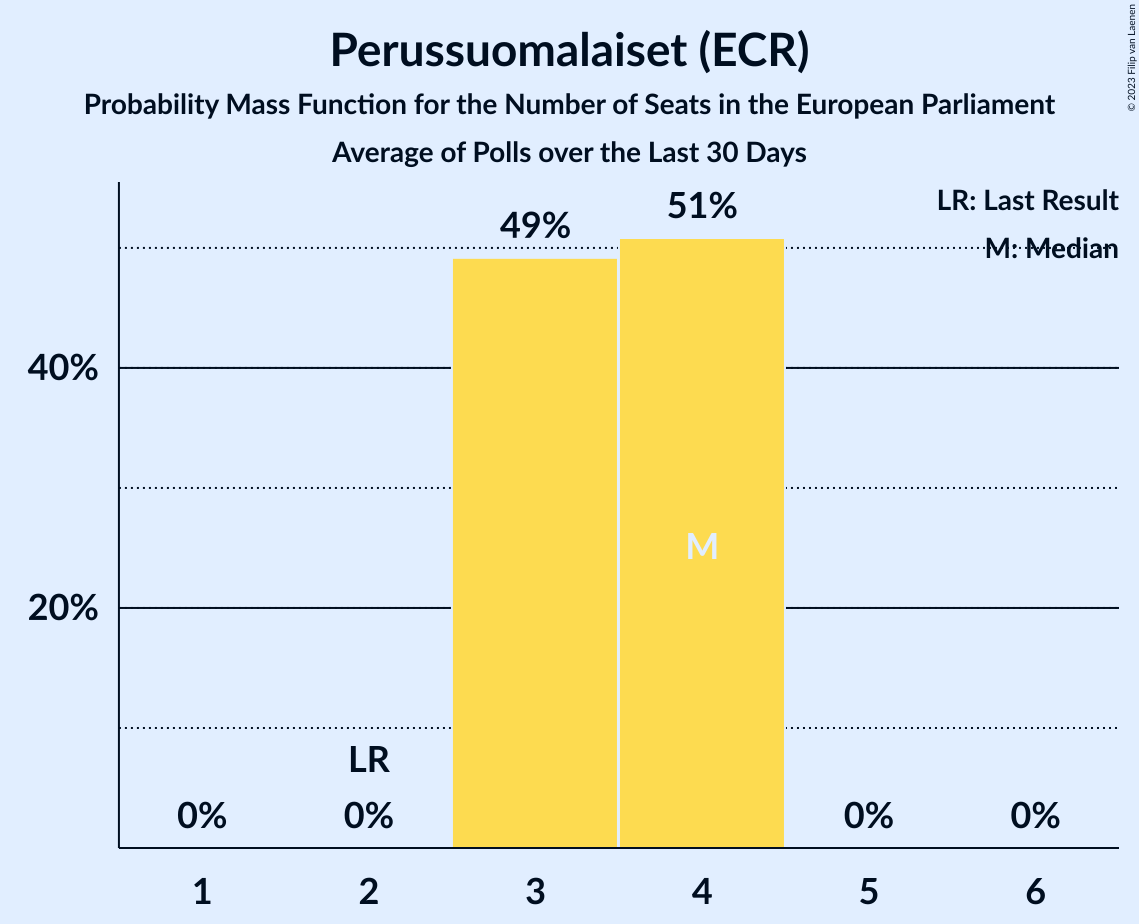 Perussuomalaiset (ECR)
Probability Mass Function for the Number of Seats in the European Parliament
Average of Polls over the Last 30 Days
© 2023 Filip van Laenen
LR: Last Result
M: Median
49%
51%
40%
20%
M
LR
0%
0%
0%
0%
1
2
3
4
5
6